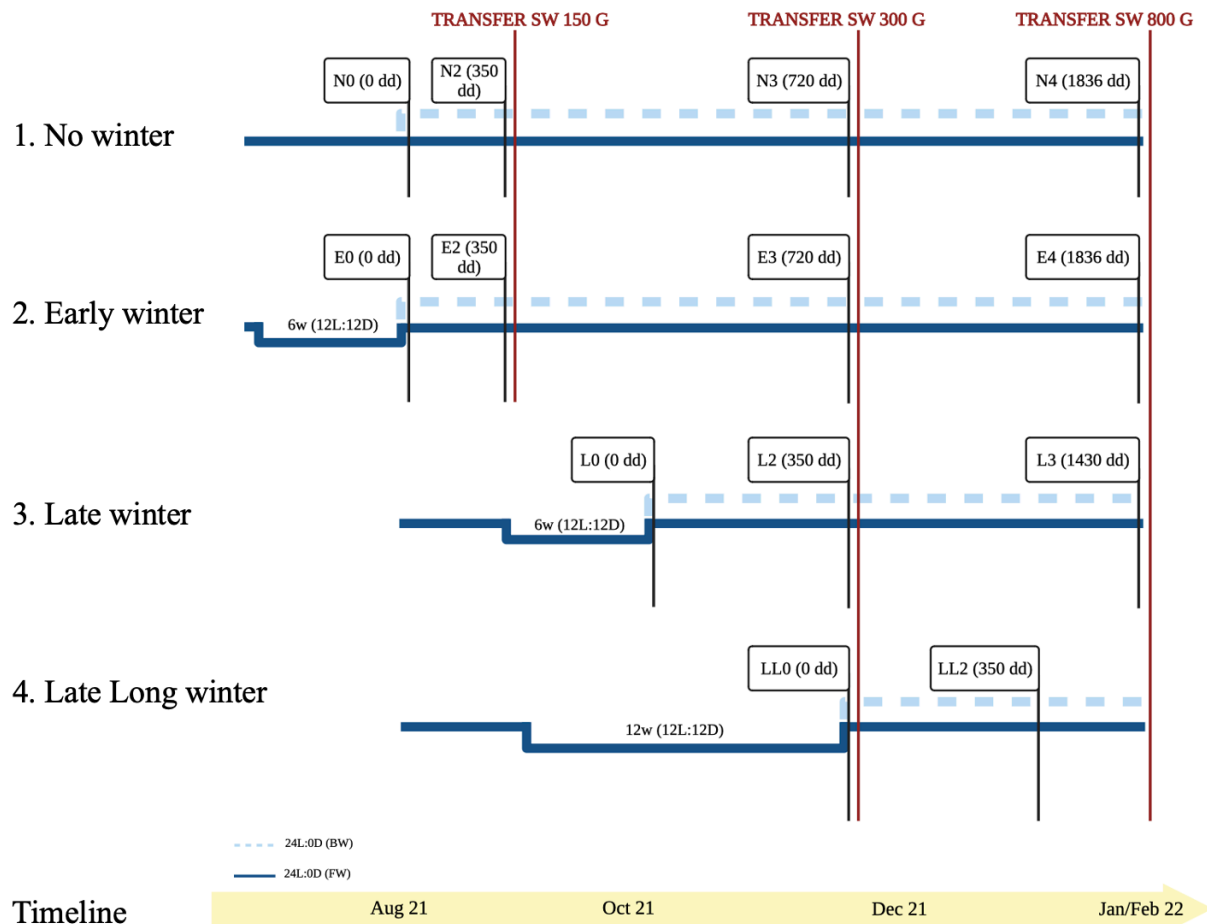 TRANSFER SW 150 G
TRANSFER SW 300 G
TRANSFER SW 800 G
1. No winter
N0 (0 dd)
N2 (350
dd)
N3 (720 dd)
N4 (1836 dd)
2. Early winter
E0 (0 dd)
E2 (350
dd)
E3 (720 dd)
E4 (1836 dd)
6w (12L:12D)
3. Late winter
L0 (0 dd)
L2 (350 dd)
L3 (1430 dd)
6w (12L:12D)
4. Late Long winter
LL0 (0 dd)
LL2 (350 dd)
12w (12L:12D)
24L:0D (BW)
24L:0D (FW)
Timeline
Aug 21
Oct 21
Dec 21
Jan/Feb 22